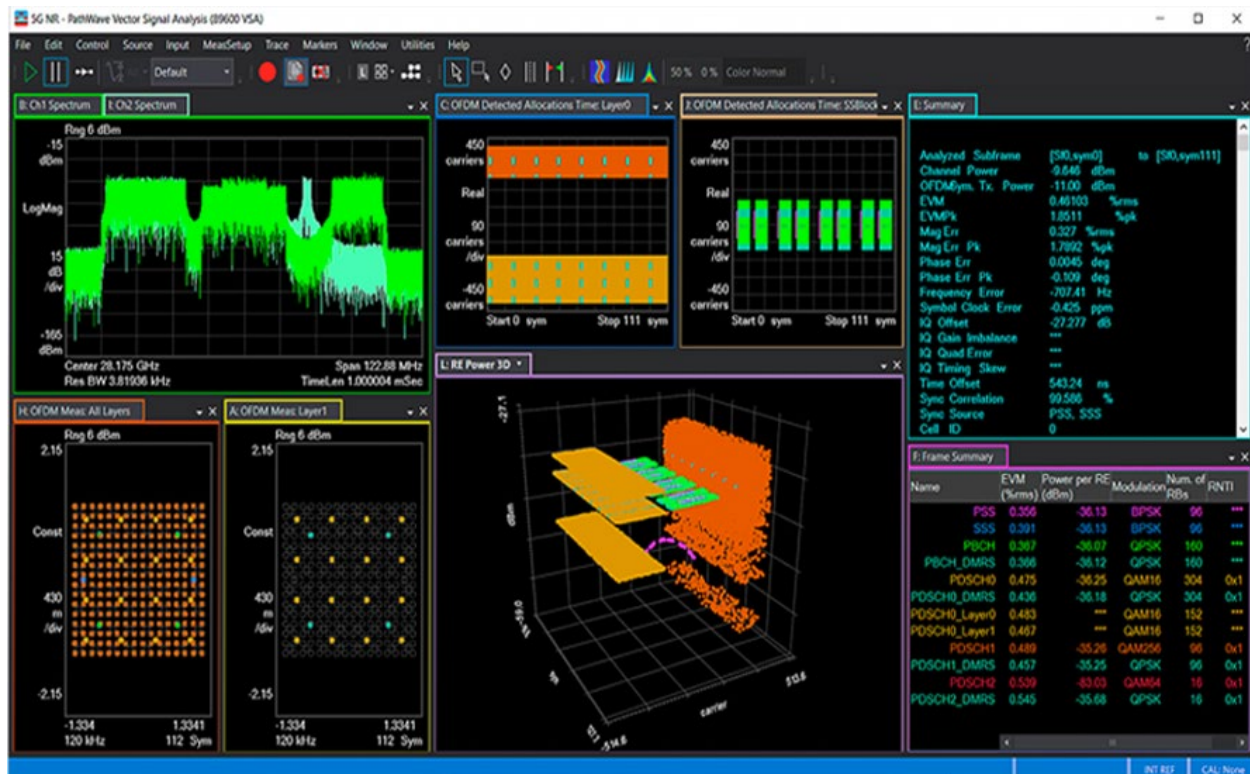 5G NR - PathWave Vector Signal Analysis (89600 VSA)
File Edit Control Source Input MeasSetup Trace Markers Window Utilities Help
Default
50 % 0 % Color Normal
B: Ch1 Spectrum
I: Ch2 Spectrum
Rng 6 dBm
-15
dBm
LogMag
15
dB
/div
-165
dBm
Center 28.175 GHz Span 122.88 MHz
Res BW 3.81936 kHz TimeLen 1.000004 mSec
C: OFDM Detected Allocations Time: Layer0
450
carriers
Real
90
carriers
/div
-450
carriers
Start 0 sym Stop 111 sym
J: OFDM Detected Allocations Time: SSBlock
450
carriers
Real
90
carriers
/div
-450
carriers
Start 0 sym Stop 111 sym
E: Summary
Analyzed Subframe [Sf0,sym0] to [Sf0,sym111]
Channel Power -9.646 dBm
OFDMSym. Tx. Power -11.00 dBm
EVM 0.46103 %rms
EVMPk 1.8511 %pk
Mag Err 0.327 %rms
Mag Err Pk 1.7892 %pk
Phase Err 0.0045 deg
Phase Err Pk -0.109 deg
Frequency Error -707.41 Hz
Symbol Clock Error -0.425 ppm
IQ Offset -27.277 dB
IQ Gain Imbalance ***
IQ Quad Error ***
IQ Timing Skew ***
Time Offset 543.24 ns
Sync Correlation 99.586 %
Sync Source PSS, SSS
Cell ID 0
H: OFDM Meas: All Layers
Rng 6 dBm
2.15
Const
430
m
/div
-2.15
-1.334 1.3341
120 kHz 112 Sym
A: OFDM Meas: Layer1
Rng 6 dBm
2.15
Const
430
m
/div
-2.15
-1.334 1.3341
120 kHz 112 Sym
L: RE Power 3D
-27.1
dBm
-59.0
carrier
513.6
-514.6
F: Frame Summary
Name EVM (%rms) Power per RE (dBm) Modulation Num. of RBs RNTI
PSS 0.356 -36.13 BPSK 96 ***
SSS 0.391 -36.13 BPSK 96 ***
PBCH 0.367 -36.07 QPSK 160 ***
PBCH_DMRS 0.366 -36.12 QPSK 160 ***
PDSCH0 0.475 -36.25 QAM16 304 0x1
PDSCH0_DMRS 0.436 -36.18 QPSK 304 0x1
PDSCH0_Layer0 0.483 *** QAM16 152 ***
PDSCH0_Layer1 0.467 *** QAM16 152 ***
PDSCH1 0.489 -35.26 QAM256 96 0x1
PDSCH1_DMRS 0.457 -35.25 QPSK 96 0x1
PDSCH2 0.539 -83.03 QAM64 16 0x1
PDSCH2_DMRS 0.545 -35.68 QPSK 16 0x1
INT REF CAL: None